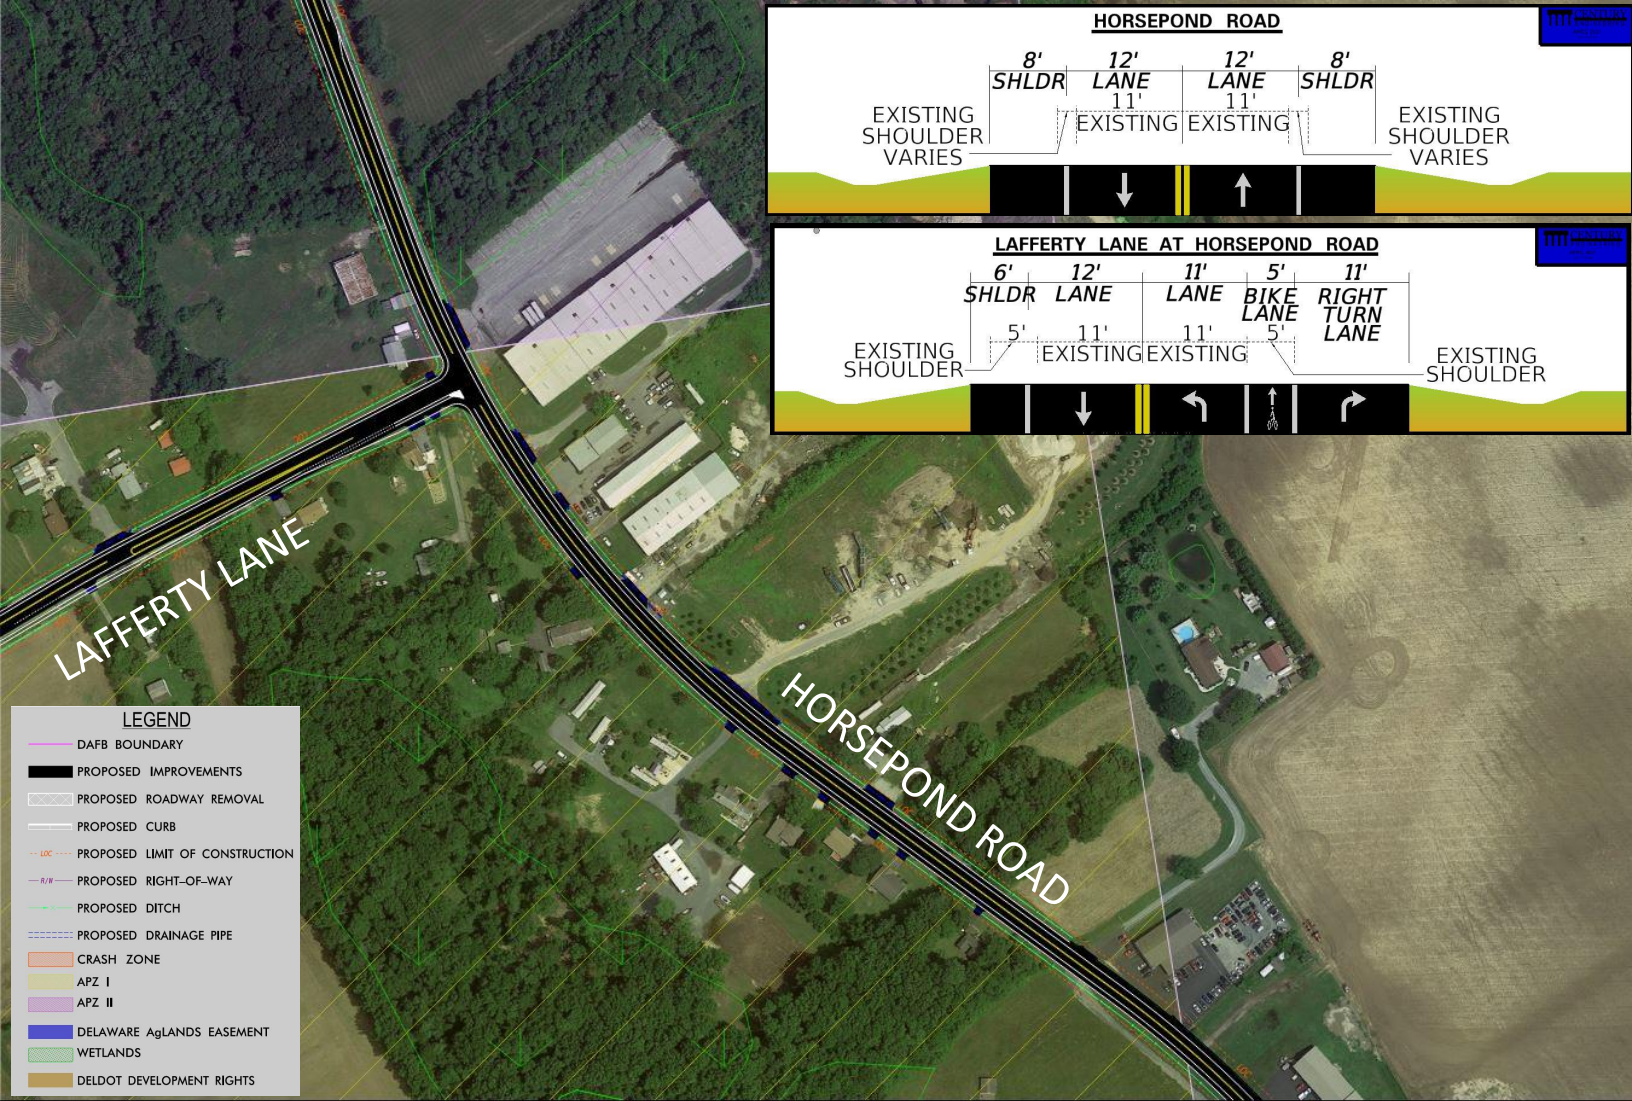 HORSEPOND ROAD
8' 12' 12' 8'
SHLDR LANE LANE SHLDR
11' 11'
EXISTING EXISTING
EXISTING
SHOULDER
VARIES
EXISTING
SHOULDER
VARIES
CENTURY
LAFFERTY LANE AT HORSEPOND ROAD
6' 12' 11' 5' 11'
SHLDR LANE LANE BIKE LANE RIGHT TURN LANE
5' 11' 11' 5'
EXISTING EXISTING
EXISTING
SHOULDER
EXISTING
SHOULDER
CENTURY
LAFFERTY LANE
HORSEPOND ROAD
LOC
LEGEND
DAFB BOUNDARY
PROPOSED IMPROVEMENTS
PROPOSED ROADWAY REMOVAL
PROPOSED CURB
LOC PROPOSED LIMIT OF CONSTRUCTION
R/W PROPOSED RIGHT-OF-WAY
PROPOSED DITCH
PROPOSED DRAINAGE PIPE
CRASH ZONE
APZ I
APZ II
DELAWARE AgLANDS EASEMENT
WETLANDS
DELDOT DEVELOPMENT RIGHTS